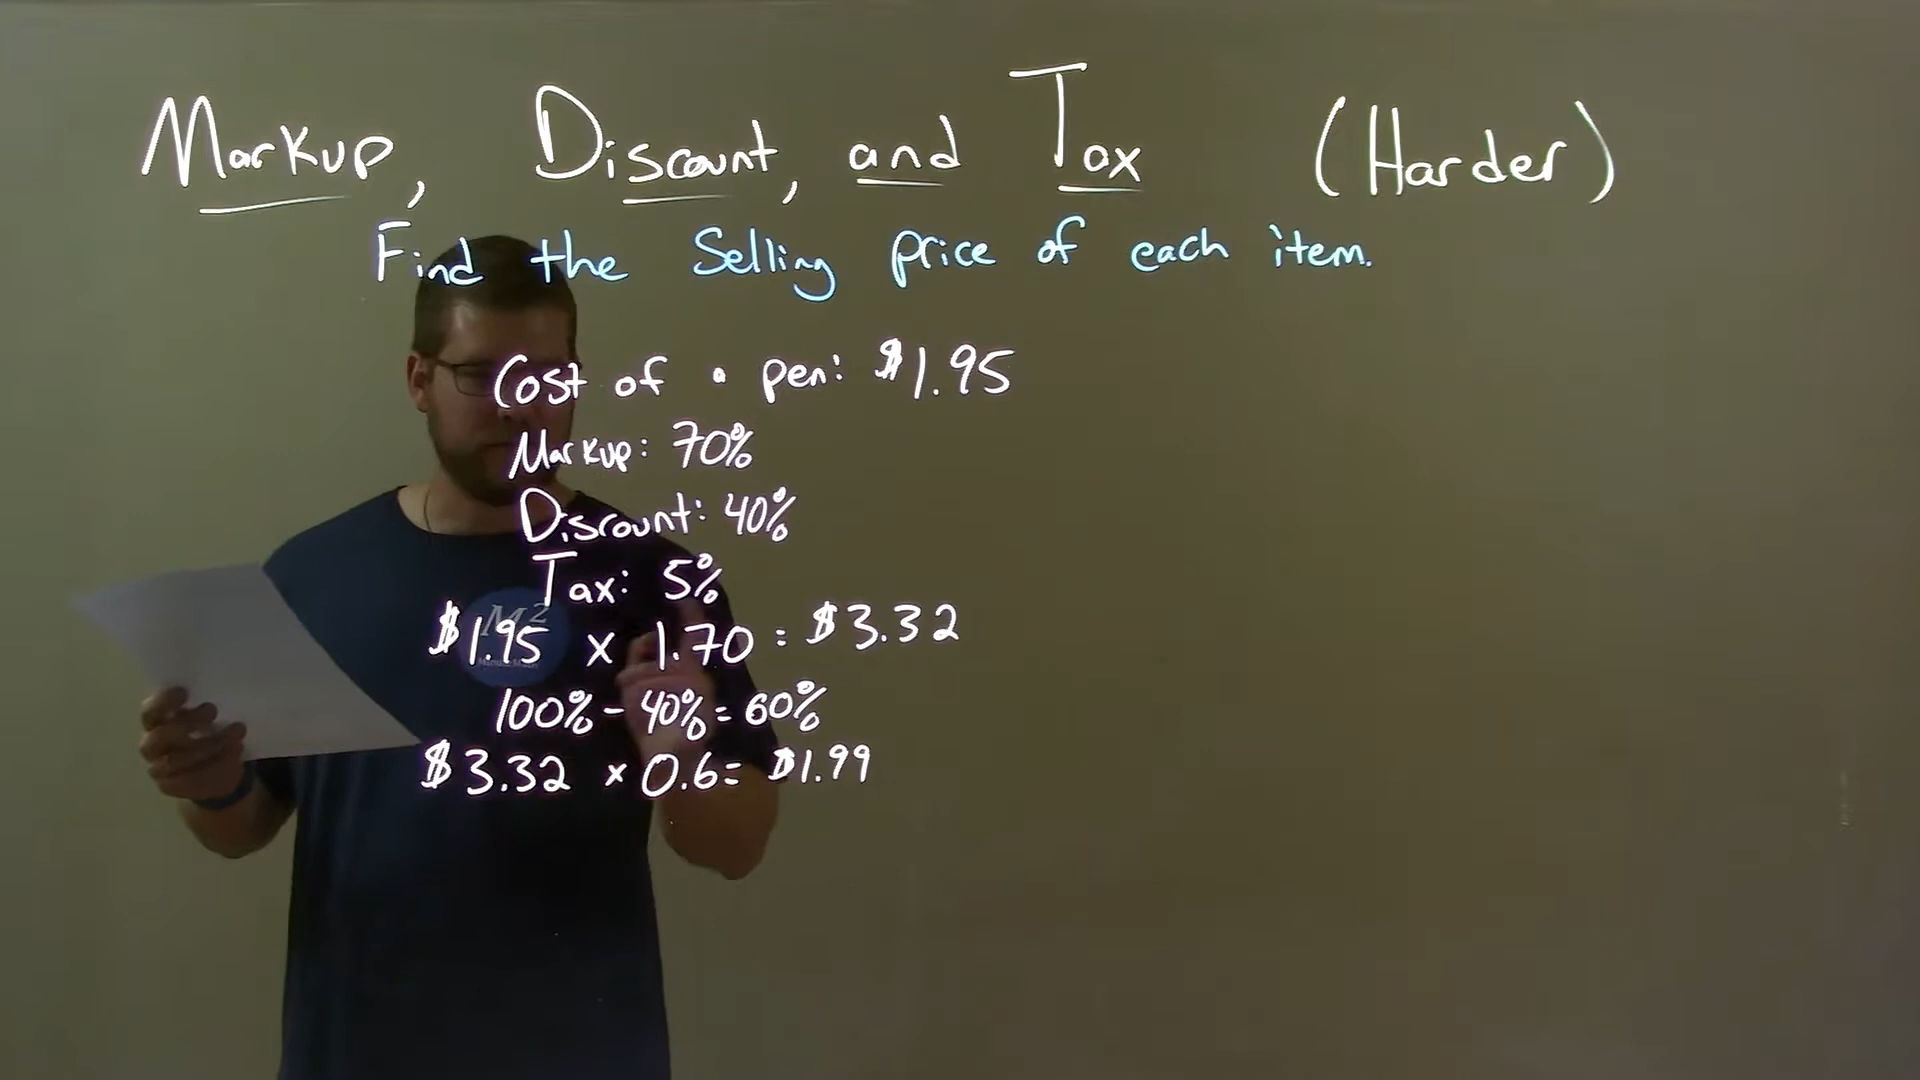 Markup, Discount, and Tax (Harder)
Find the Selling price of each item.
Cost of a pen: $1.95
Markup: 70%
Discount: 40%
Tax: 5%
M²
$1.95 x 1.70 = $3.32
100% - 40% = 60%
$3.32 x 0.6 = $1.99